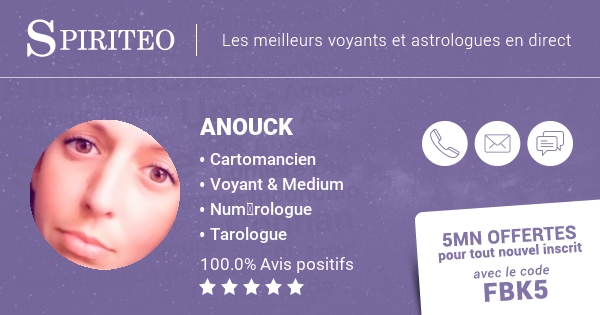 SPIRITEO
Les meilleurs voyants et astrologues en direct
ANOUCK
• Cartomancien
• Voyant & Medium
• Num▯rologue
• Tarologue
100.0% Avis positifs
5MN OFFERTES
pour tout nouvel inscrit
avec le code
FBK5